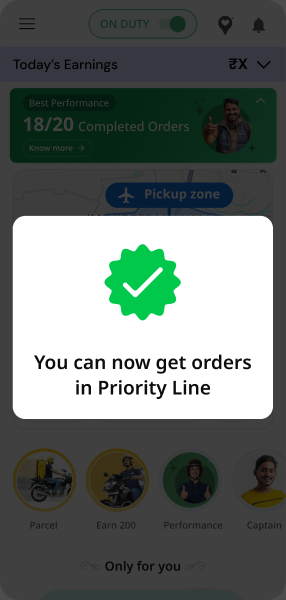 ON DUTY
Today's Earnings
₹X
Best Performance
18/20 Completed Orders
Know more →
Pickup zone
You can now get orders
in Priority Line
Parcel
Earn 200
Performance
Captain
Only for you